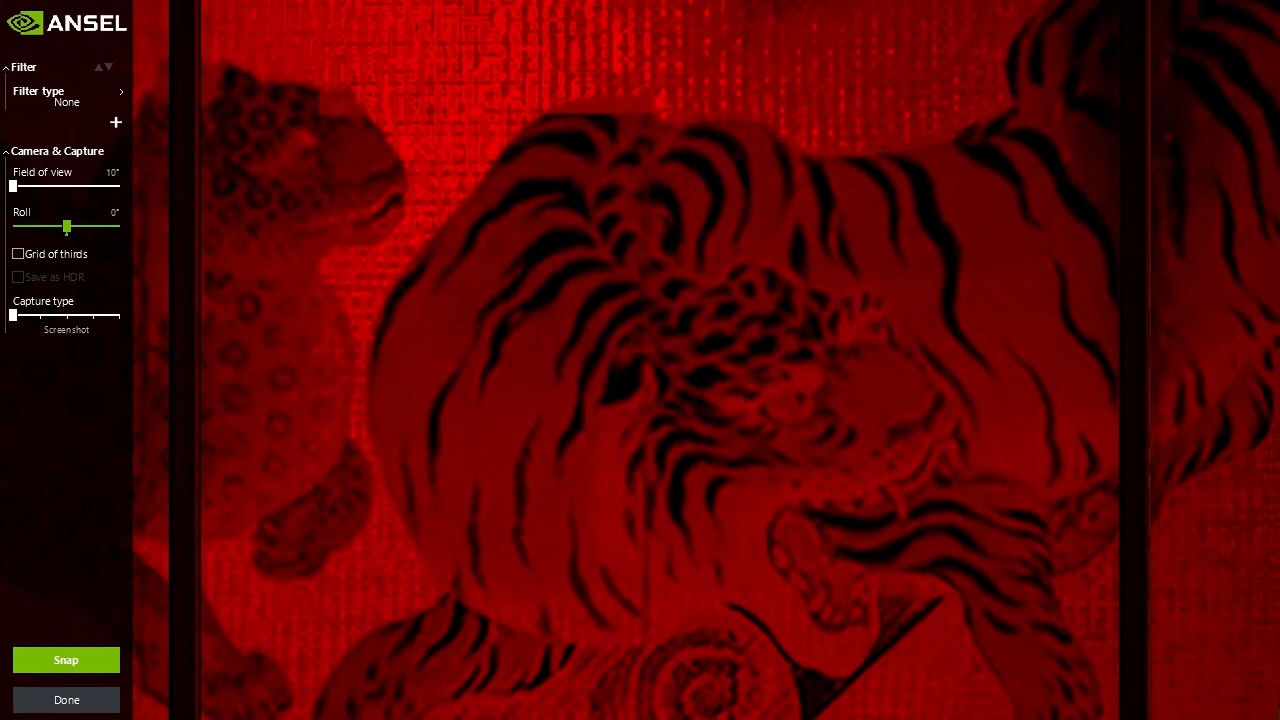 ANSEL
Filter
Filter type
None
Camera & Capture
Field of view 10°
Roll 0°
Grid of thirds
Save as HDR
Capture type
Screenshot
Snap
Done